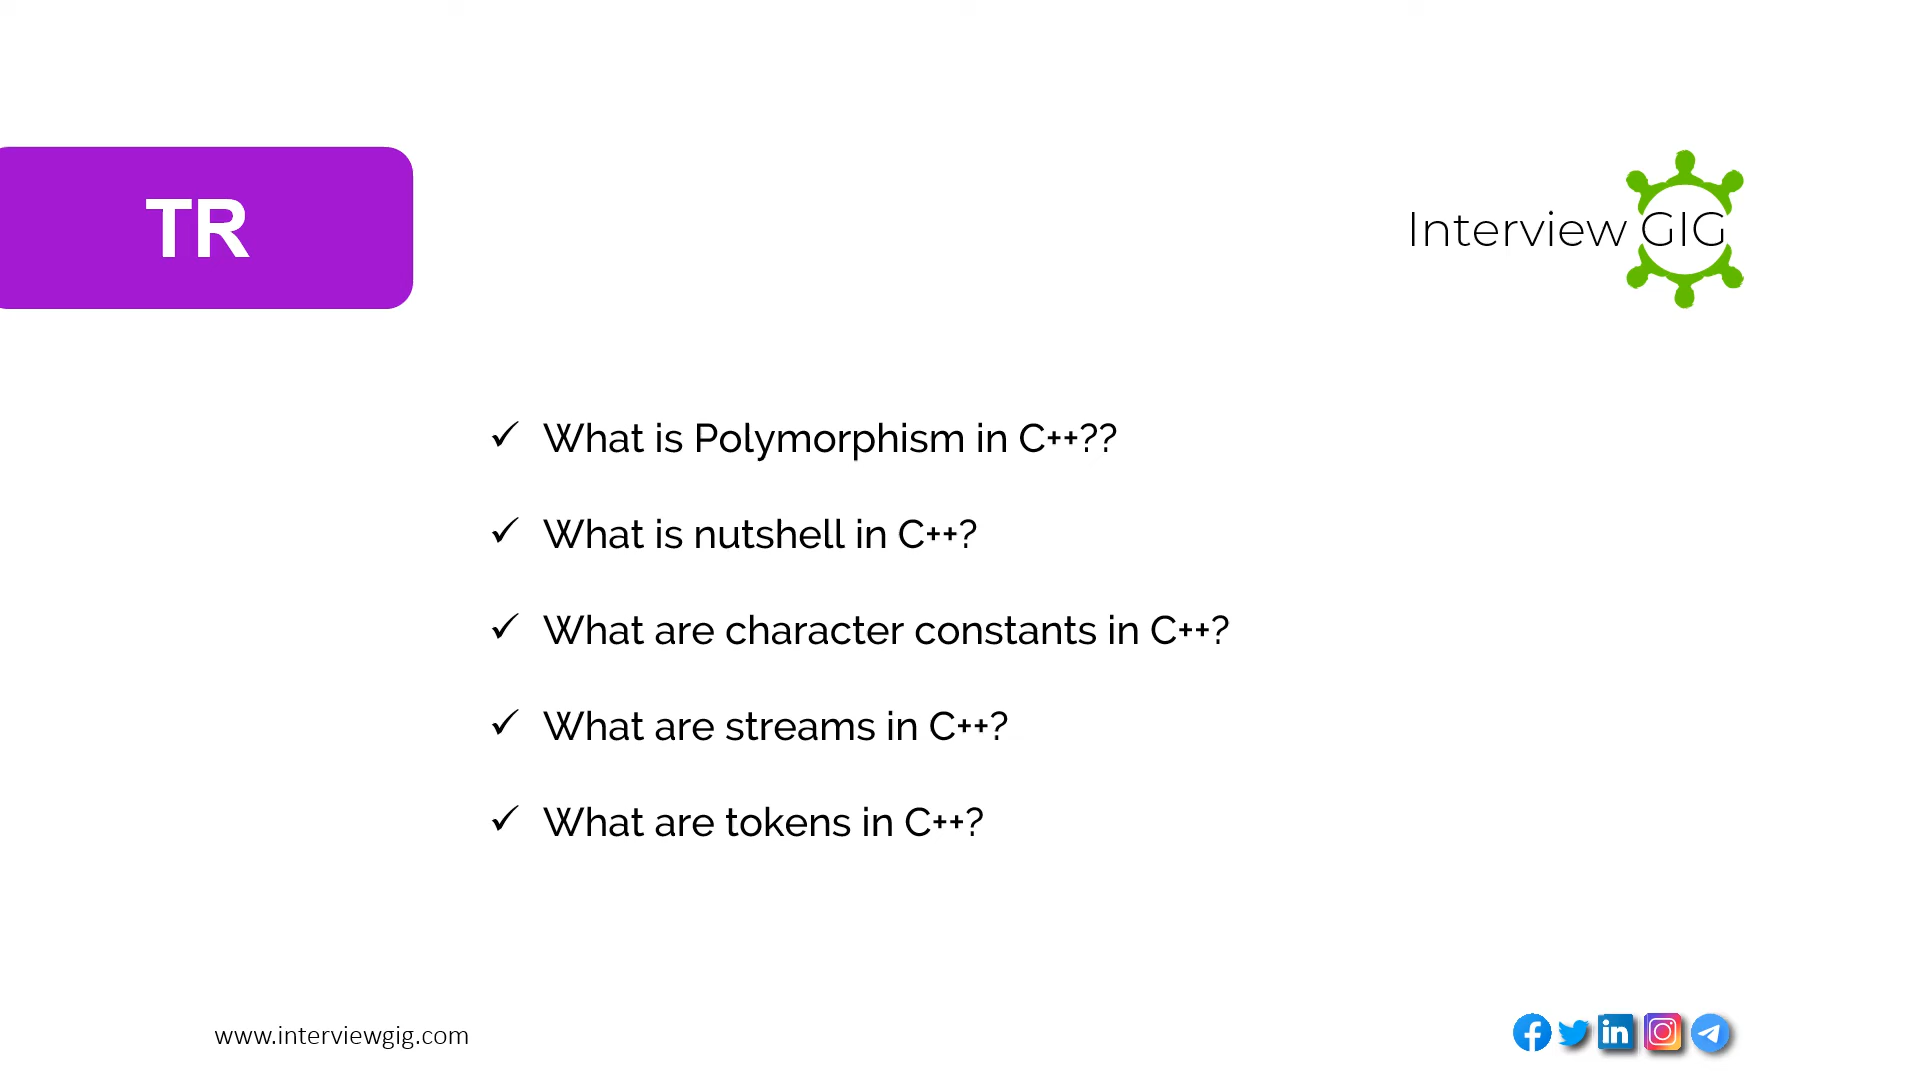 TR
Interview GIG
✓ What is Polymorphism in C++??
✓ What is nutshell in C++?
✓ What are character constants in C++?
✓ What are streams in C++?
✓ What are tokens in C++?
www.interviewgig.com